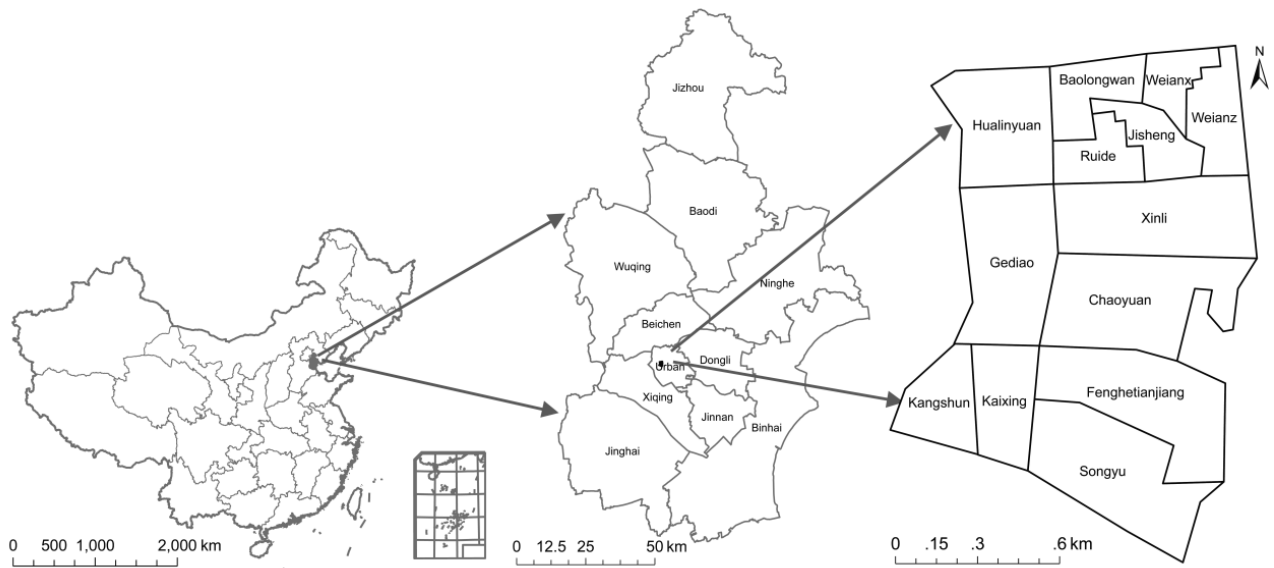 Jizhou
Baodi
Wuqing
Ninghe
Beichen
Dongli
Urban
Xiqing
Jinnan
Binhai
Jinghai
N
Baolongwan
Weianx
Weianz
Hualinyuan
Jisheng
Ruide
Xinli
Gediao
Chaoyuan
Fenghetianjiang
Kangshun
Kaixing
Songyu
0 500 1,000 2,000 km
0 12.5 25 50 km
0 .15 .3 .6 km